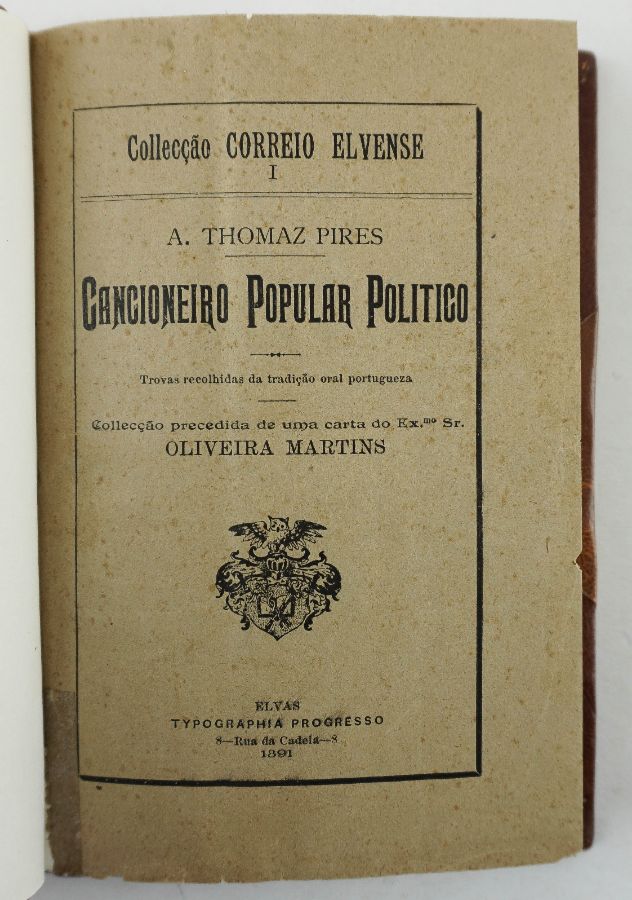 Collecção CORREIO ELVENSE
I
A. THOMAZ PIRES
CANCIONEIRO POPULAR POLITICO
Trovas recolhidas da tradição oral portugueza
Collecção precedida de uma carta do Ex.mo Sr.
OLIVEIRA MARTINS
ELVAS
TYPOGRAPHIA PROGRESSO
8—Rua da Cadeia—8
1891